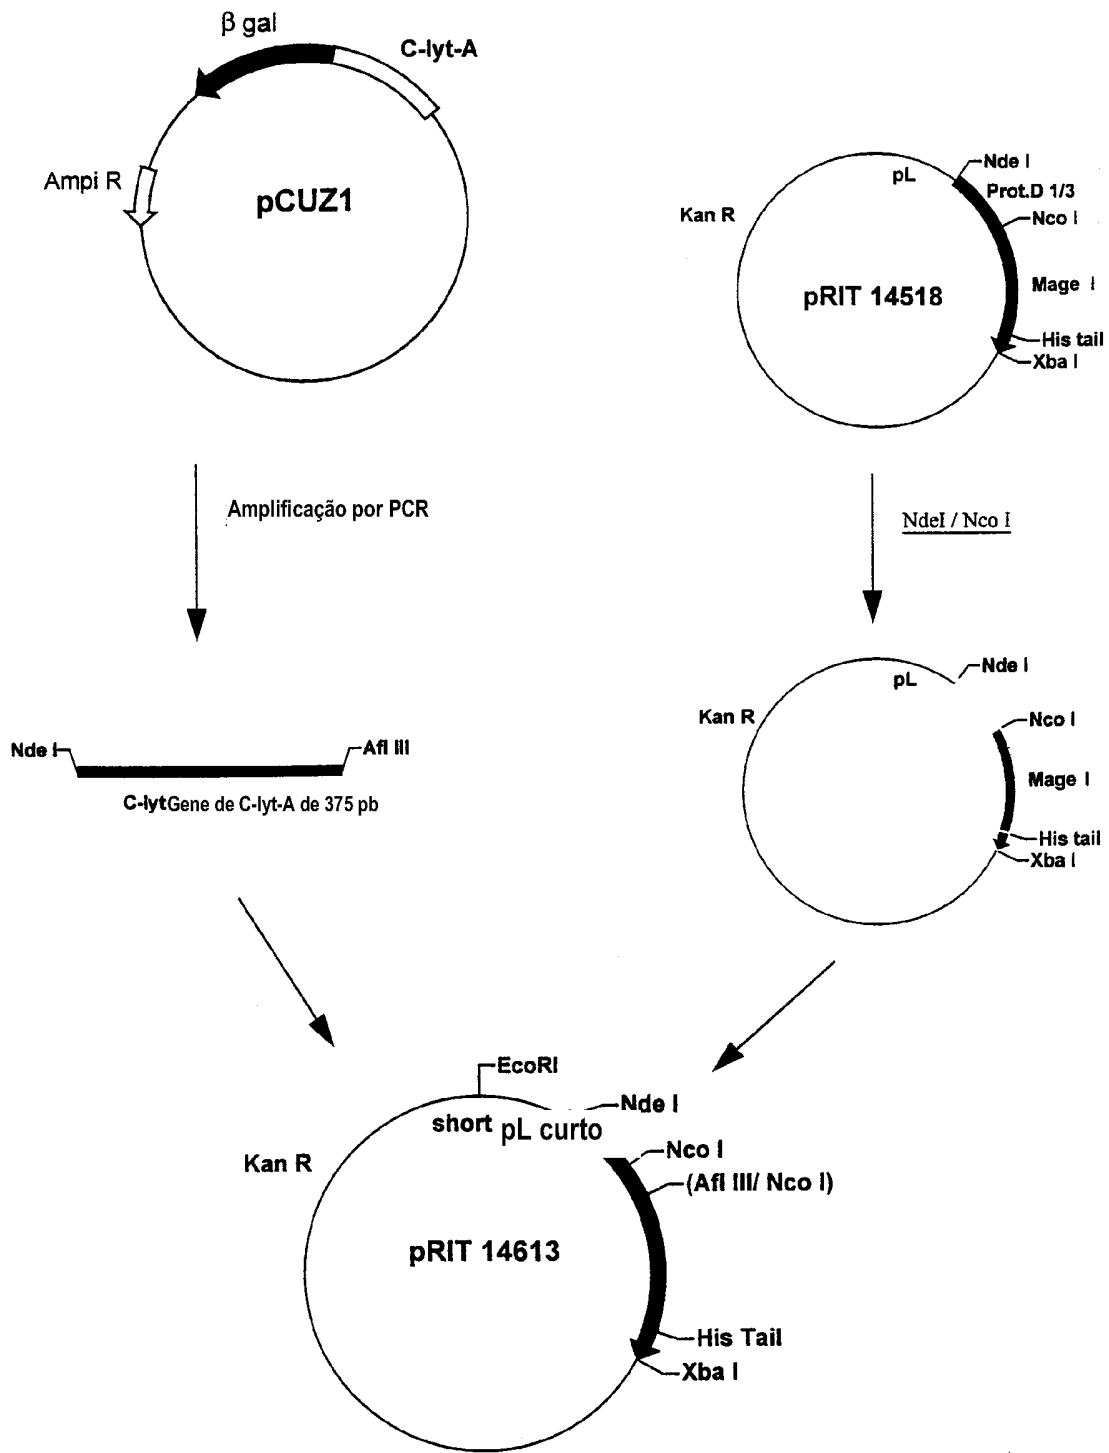 β gal
C-lyt-A
Ampi R
pCUZ1
pL
Nde I
Prot.D 1/3
Kan R
Nco I
Mage I
pRIT 14518
His tail
Xba I
Amplificação por PCR
NdeI / Nco I
Nde I
pL
Kan R
Nco I
Mage I
His tail
Xba I
Nde I
Afl III
C-lytGene de C-lyt-A de 375 pb
EcoRI
Nde I
short pL curto
Nco I
Kan R
(Afl III/ Nco I)
pRIT 14613
His Tail
Xba I